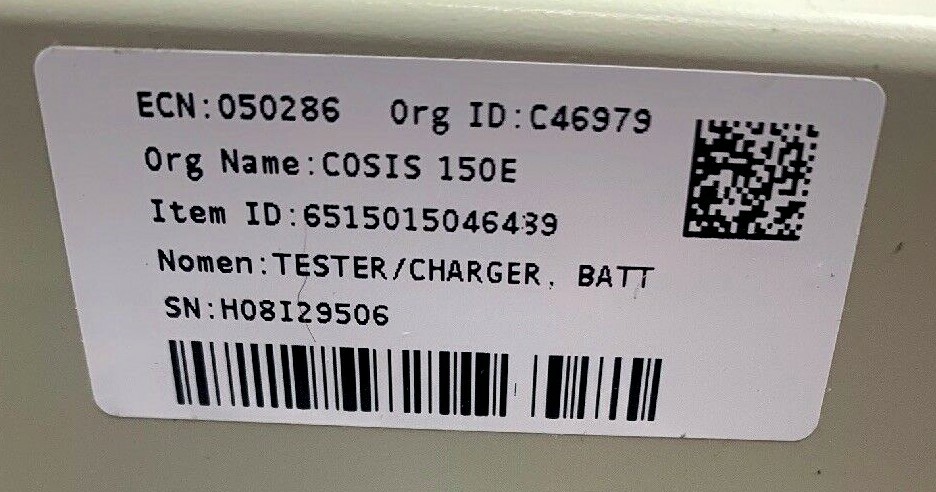 ECN:050286 Org ID:C46979
Org Name:COSIS 150E
Item ID:6515015046439
Nomen:TESTER/CHARGER, BATT
SN:H08I29506